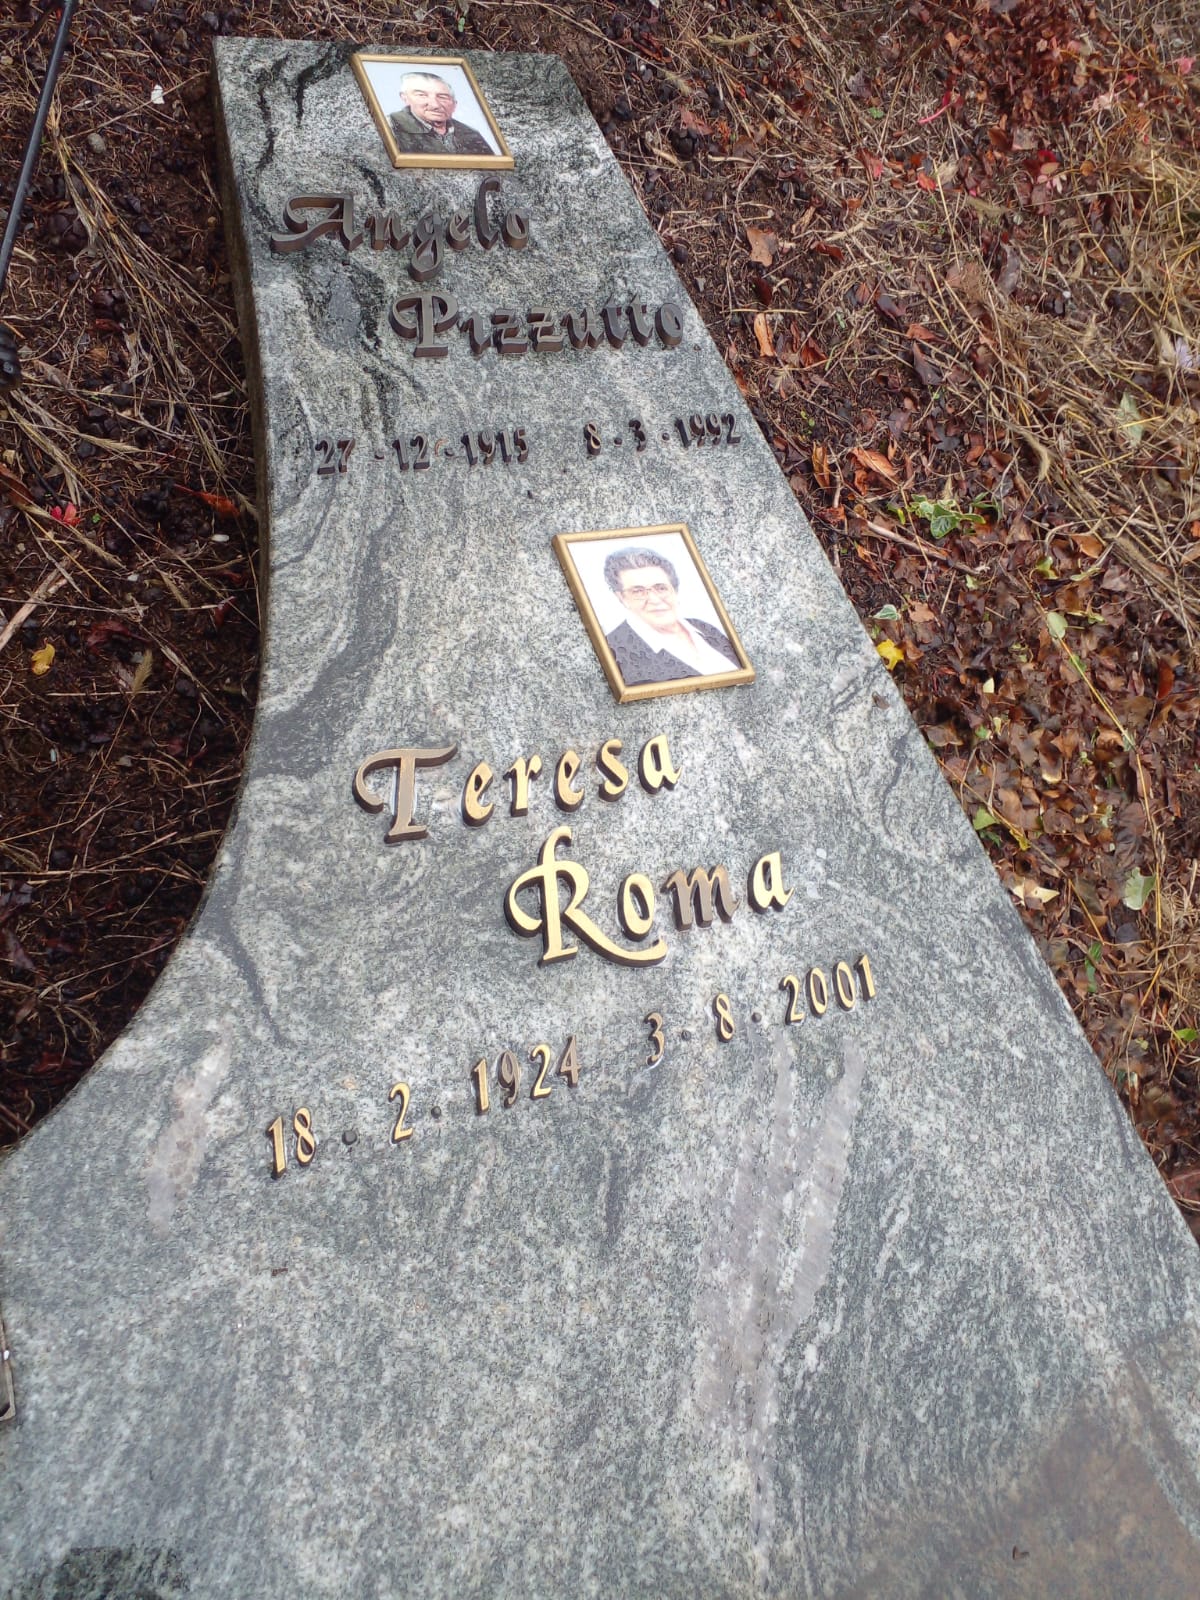 Angelo
Pizzutto
27 · 12 · 1915 8 · 3 · 1992
Teresa
Roma
18 · 2 · 1924 3 · 8 · 2001